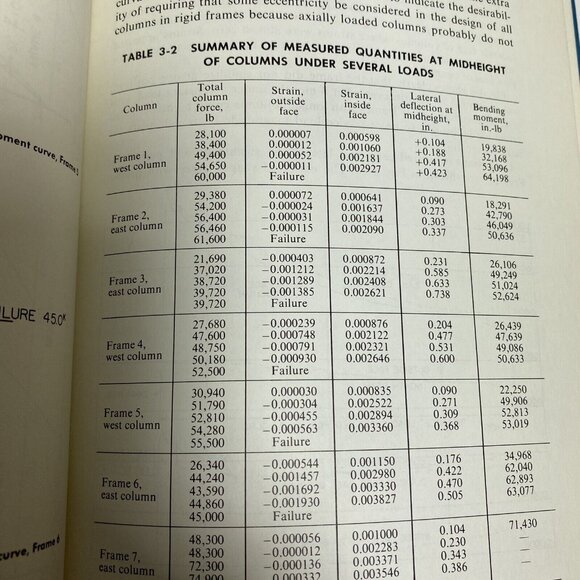 ity of requiring that some eccentricity be considered in the design of all
columns in rigid frames because axially loaded columns probably do not
TABLE 3-2 SUMMARY OF MEASURED QUANTITIES AT MIDHEIGHT
OF COLUMNS UNDER SEVERAL LOADS
Column Total column force, lb Strain, outside face Strain, inside face Lateral deflection at midheight, in. Bending moment, in.-lb
Frame 1, west column
28,100 0.000007 0.000598 +0.104 19,838
38,400 0.000012 0.001060 +0.188 32,168
49,400 0.000052 0.002181 +0.417 53,096
54,650 −0.000011 0.002927 +0.423 64,198
60,000 Failure
Frame 2, east column
29,380 0.000072 0.000641 0.090 18,291
54,200 −0.000024 0.001637 0.273 42,790
56,400 −0.000031 0.001844 0.303 46,049
56,460 −0.000115 0.002090 0.337 50,636
61,600 Failure
Frame 3, east column
21,690 −0.000403 0.000872 0.231 26,106
37,020 −0.001212 0.002214 0.585 49,249
38,720 −0.001289 0.002408 0.633 51,024
39,720 −0.001385 0.002621 0.738 52,624
39,720 Failure
Frame 4, west column
27,680 −0.000239 0.000876 0.204 26,439
47,600 −0.000748 0.002122 0.477 47,639
48,750 −0.000791 0.002321 0.531 49,086
50,180 −0.000930 0.002646 0.600 50,633
52,500 Failure
Frame 5, west column
30,940 0.000030 0.000835 0.090 22,250
51,790 −0.000304 0.002522 0.271 49,906
52,810 −0.000455 0.002894 0.309 52,813
54,280 −0.000563 0.003360 0.368 53,019
55,500 Failure
Frame 6, east column
26,340 −0.000544 0.001150 0.176 34,968
44,240 −0.001457 0.002980 0.422 62,040
43,590 −0.001692 0.003330 0.470 62,893
44,860 −0.001930 0.003827 0.505 63,077
45,000 Failure
Frame 7, east column
48,300 −0.000056 0.001000 0.104 71,430
48,300 −0.000012 0.002283 0.230 —
72,300 −0.000136 0.003371 0.343 —
74,900 0.000332 0.003546 0.386 —
oment curve, Frame 5
LURE 45.0ᴷ
curve, Frame 6